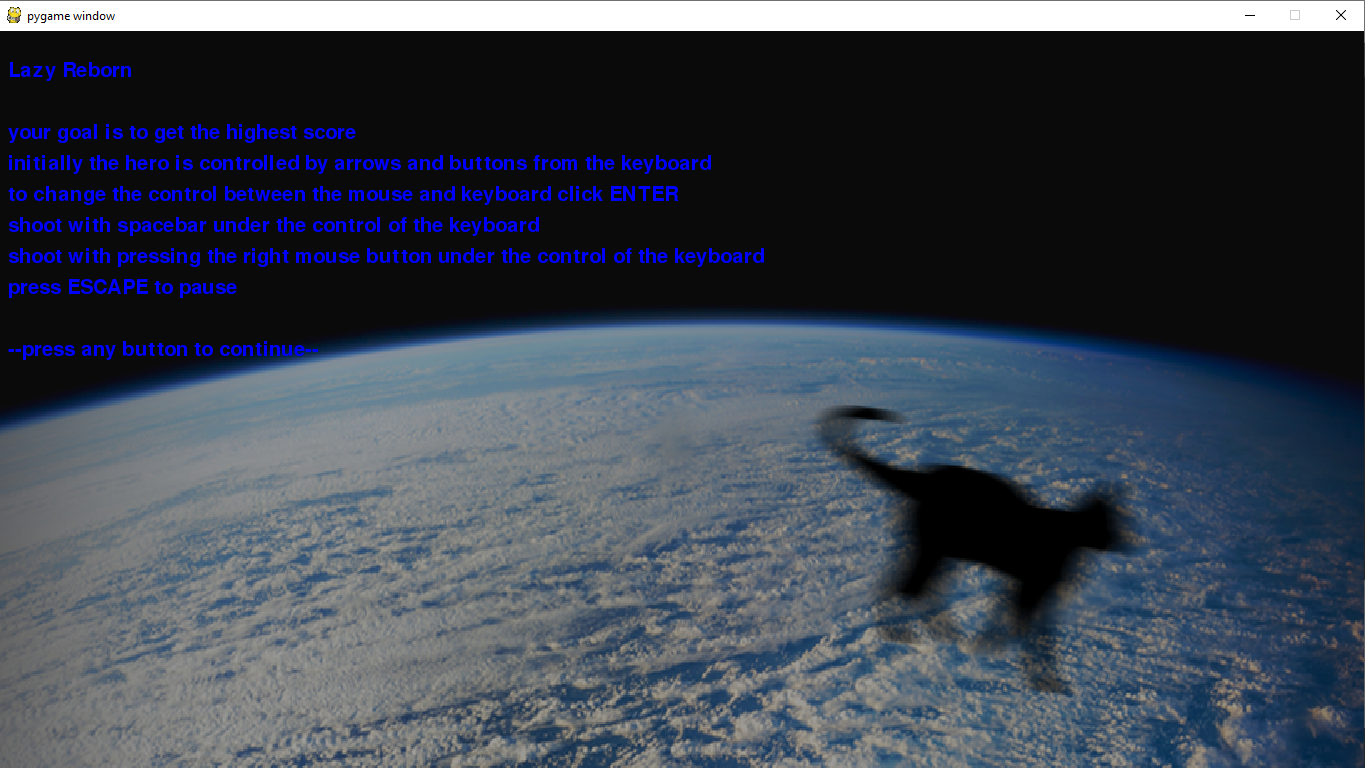 pygame window
Lazy Reborn
your goal is to get the highest score
initially the hero is controlled by arrows and buttons from the keyboard
to change the control between the mouse and keyboard click ENTER
shoot with spacebar under the control of the keyboard
shoot with pressing the right mouse button under the control of the keyboard
press ESCAPE to pause
--press any button to continue--